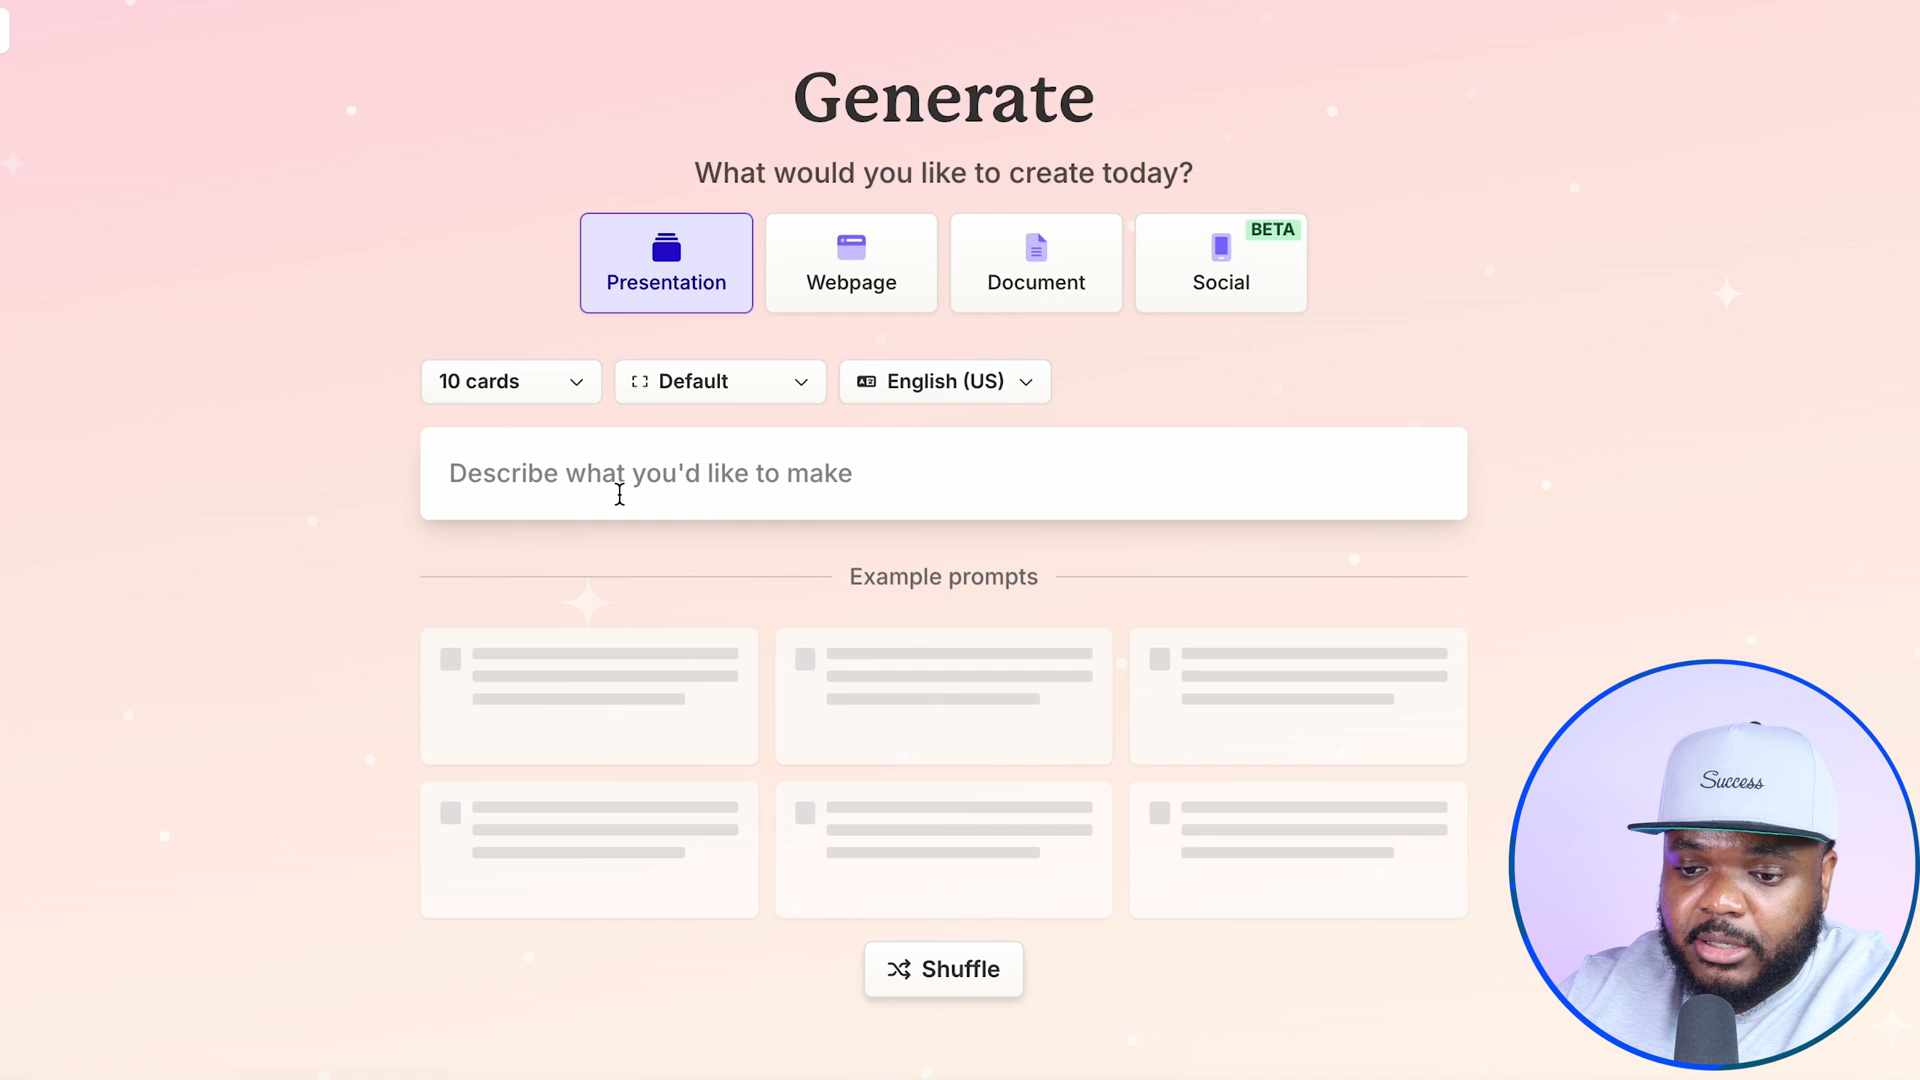 Generate
What would you like to create today?
Presentation
Webpage
Document
BETA
Social
10 cards
Default
English (US)
Describe what you'd like to make
Example prompts
Shuffle
Success